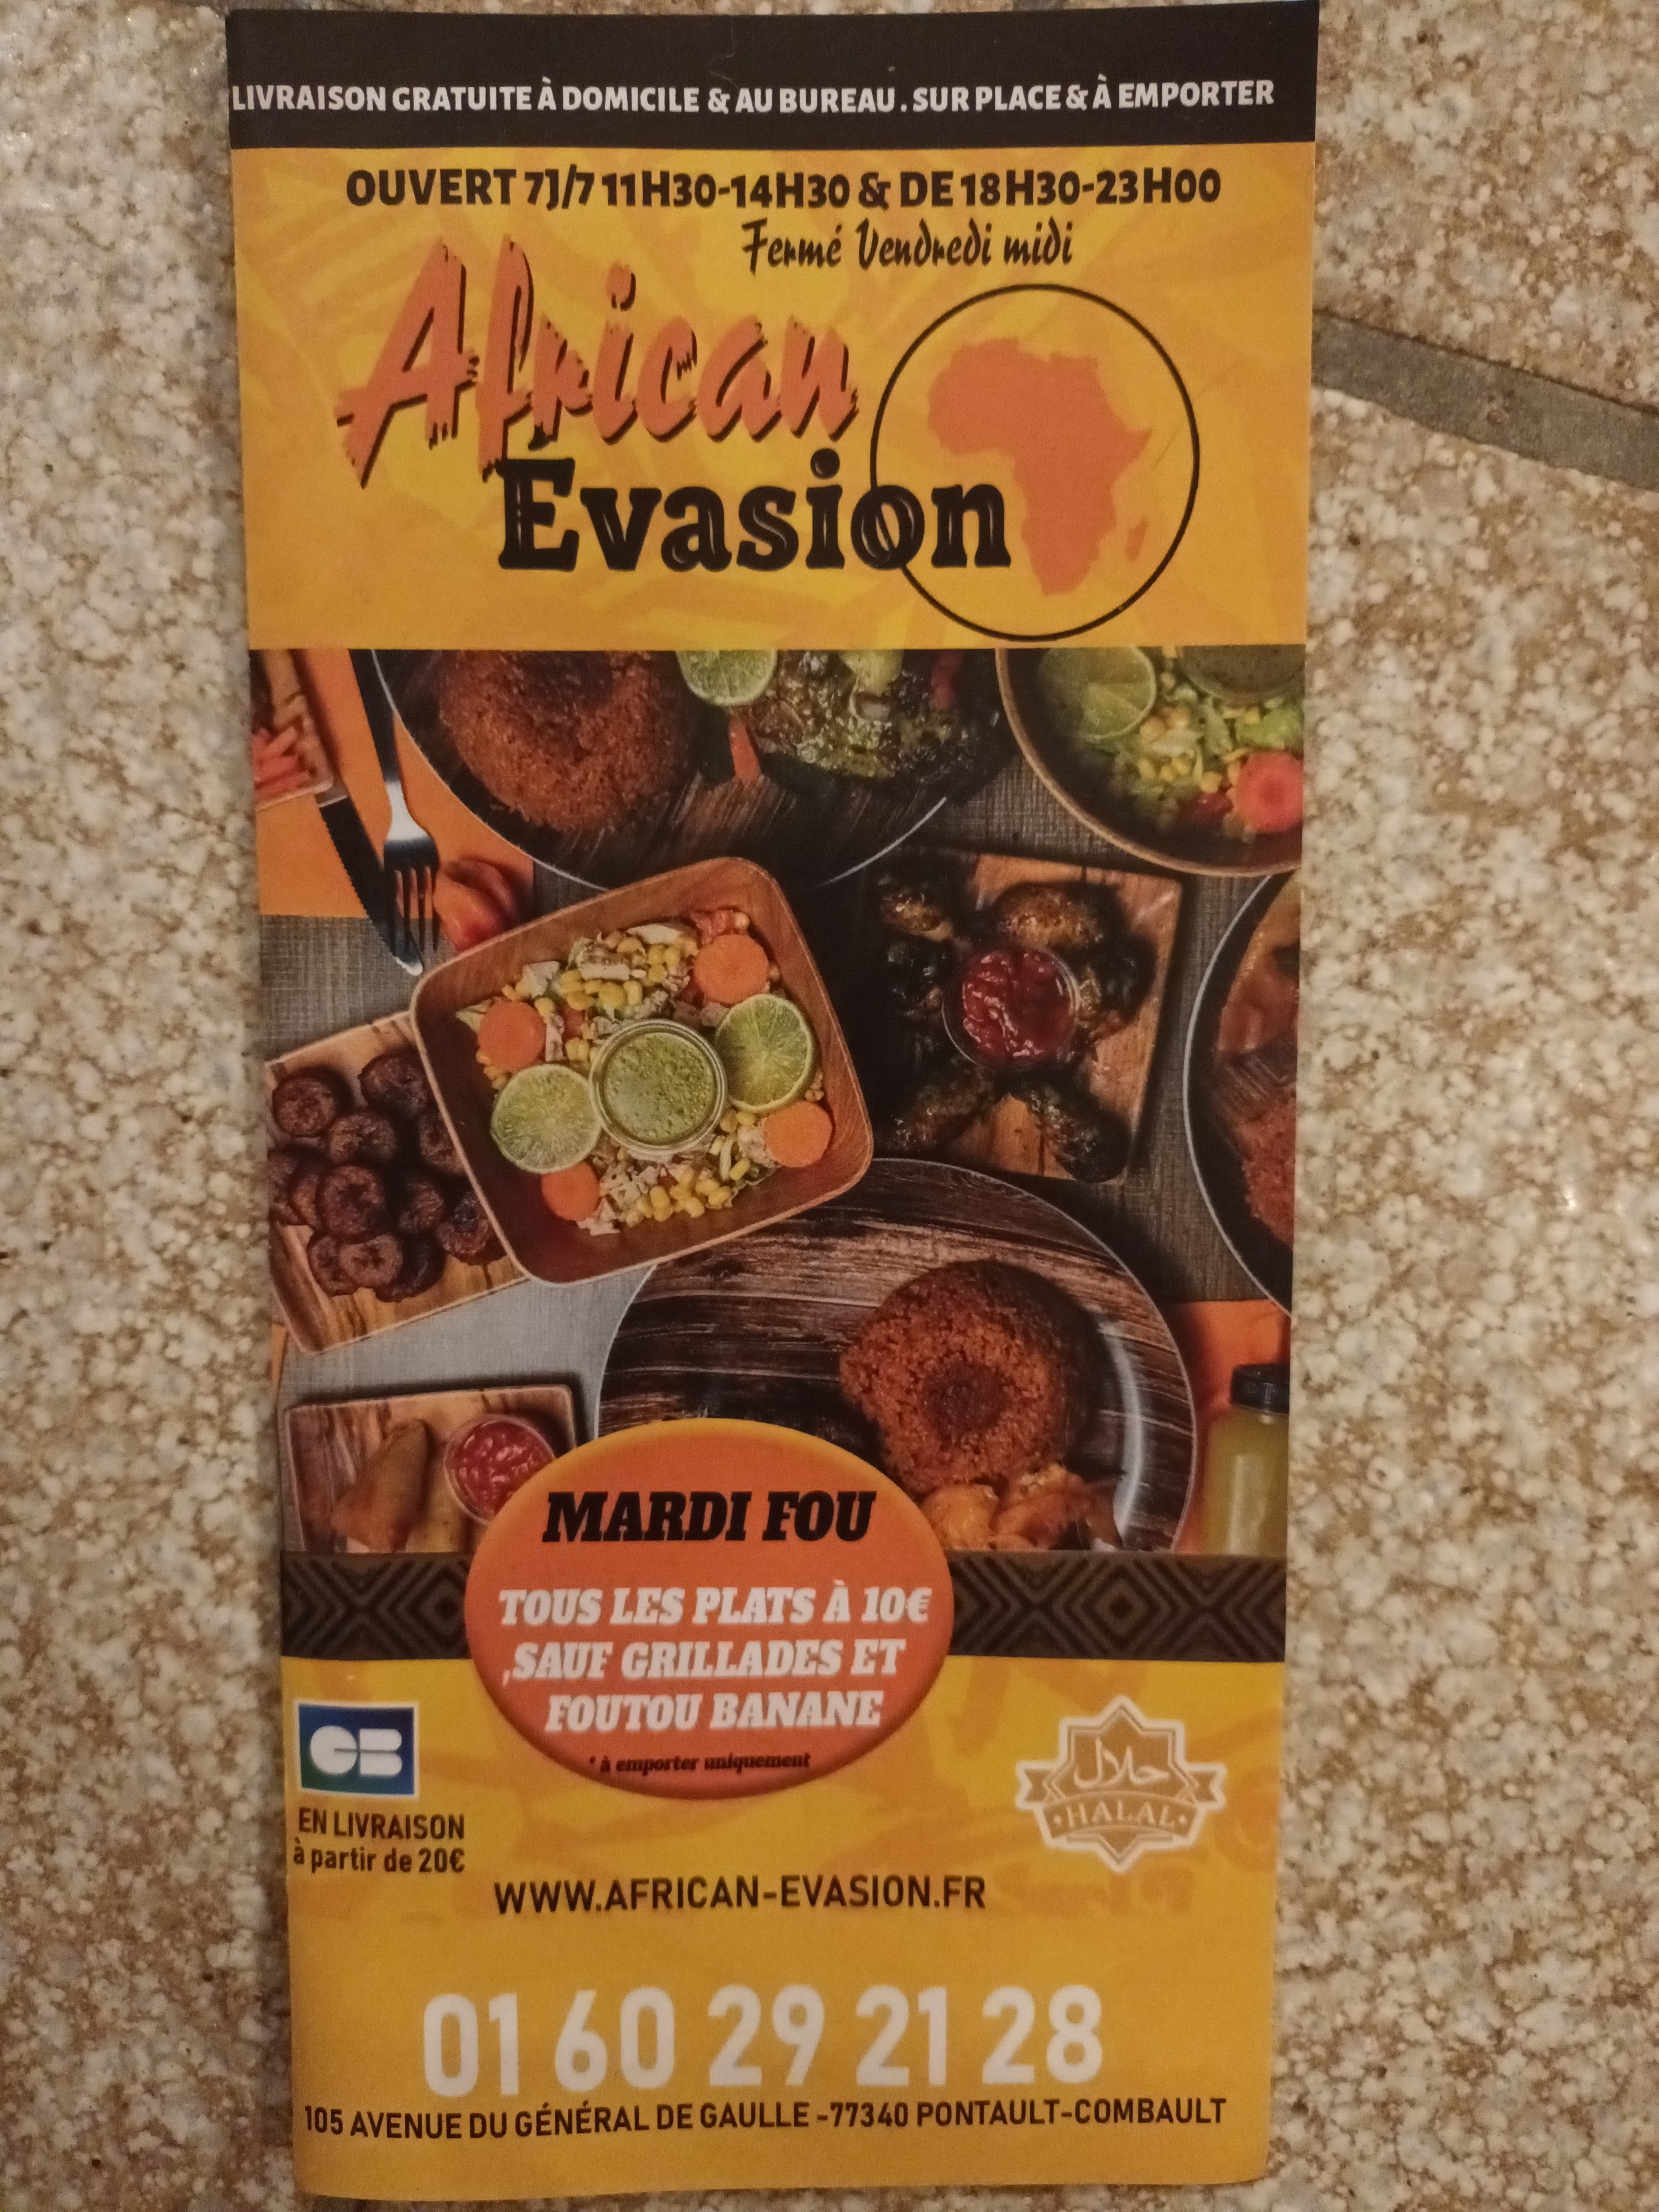 LIVRAISON GRATUITE À DOMICILE & AU BUREAU . SUR PLACE & À EMPORTER
OUVERT 7J/7 11H30-14H30 & DE 18H30-23H00
Fermé Vendredi midi
African
Évasion
MARDI FOU
TOUS LES PLATS À 10€
,SAUF GRILLADES ET
FOUTOU BANANE
* à emporter uniquement
CB
EN LIVRAISON
à partir de 20€
حلال
HALAL
WWW.AFRICAN-EVASION.FR
01 60 29 21 28
105 AVENUE DU GÉNÉRAL DE GAULLE -77340 PONTAULT-COMBAULT